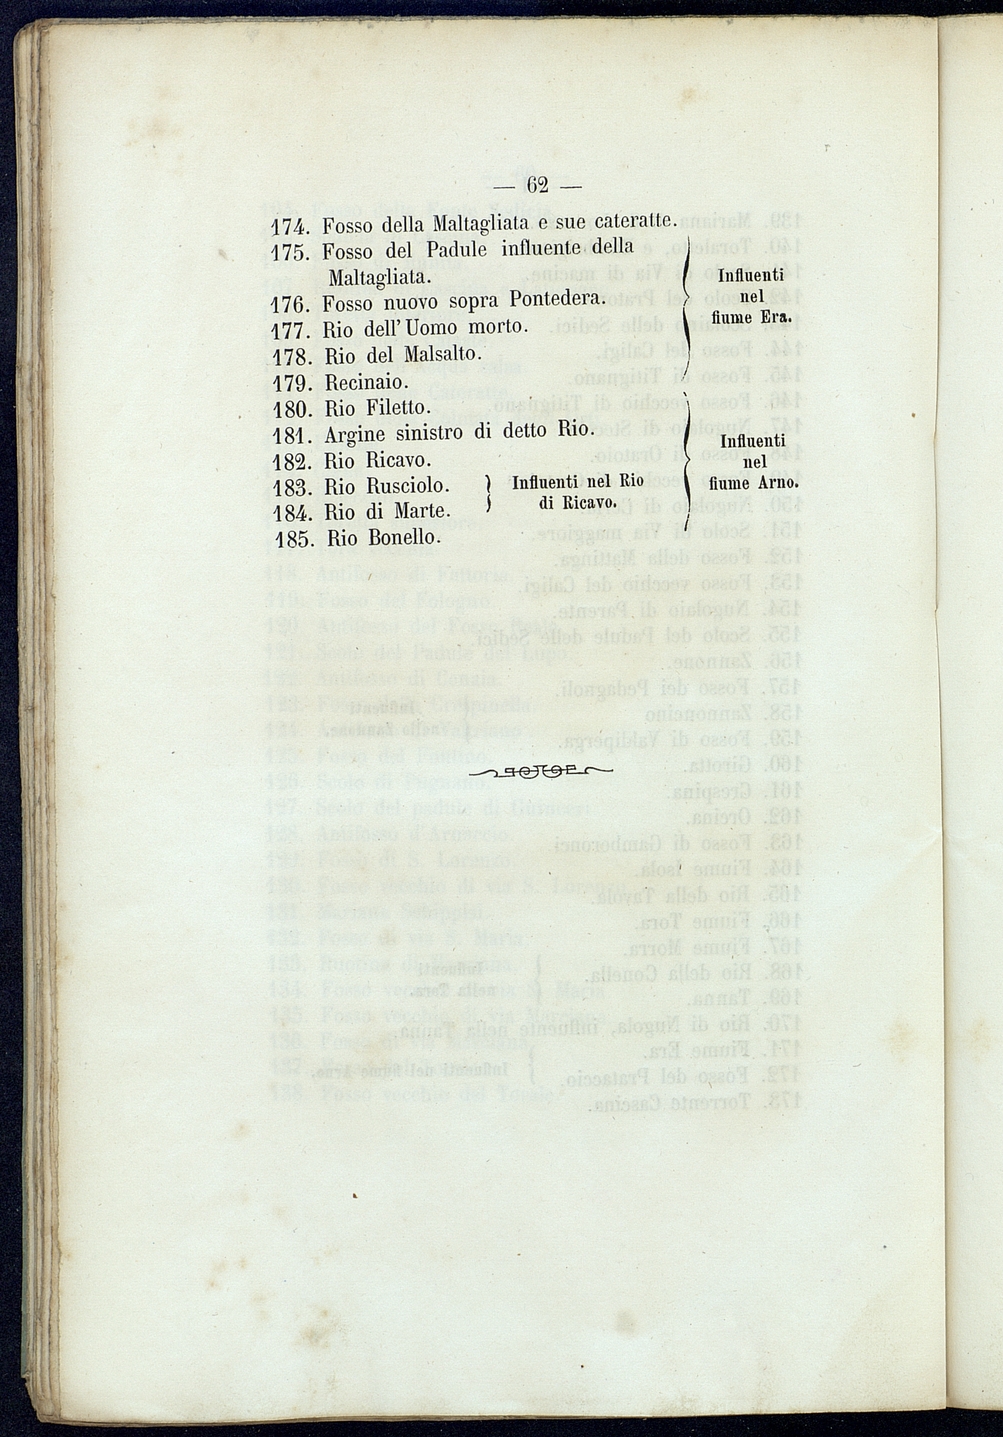 — 62 —
174. Fosso della Maltagliata e sue cateratte.
175. Fosso del Padule influente della
Maltagliata.
176. Fosso nuovo sopra Pontedera.
177. Rio dell'Uomo morto.
178. Rio del Malsalto.
Influenti
nel
fiume Era.
179. Recinaio.
180. Rio Filetto.
181. Argine sinistro di detto Rio.
182. Rio Ricavo.
183. Rio Rusciolo.
184. Rio di Marte.
Influenti nel Rio
di Ricavo.
185. Rio Bonello.
Influenti
nel
fiume Arno.